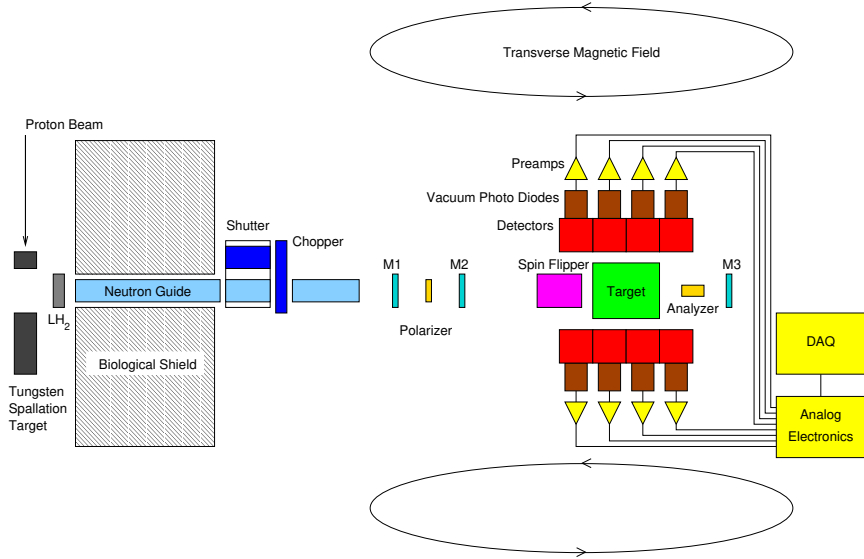 Transverse Magnetic Field
Proton Beam
Preamps
Vacuum Photo Diodes
Shutter
Detectors
Chopper
M1
M2
Spin Flipper
M3
Neutron Guide
Target
LH2
Analyzer
Polarizer
DAQ
Biological Shield
Tungsten
Spallation
Target
Analog
Electronics